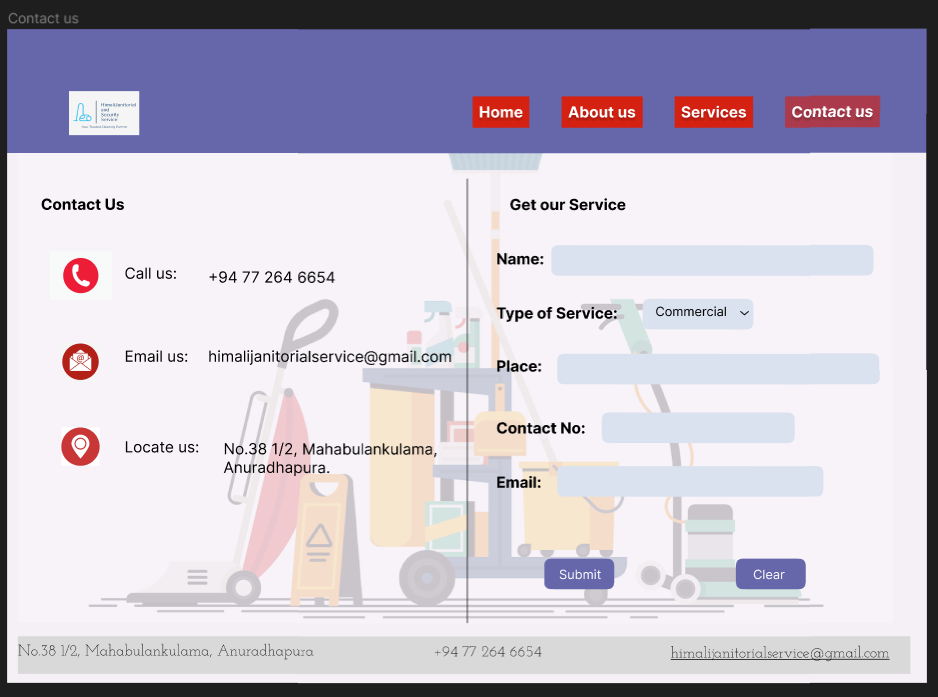 Contact us
HimaliJanitorial
and
Security
Service
Your Trusted Cleaning Partner
Home About us Services Contact us
Contact Us
Call us: +94 77 264 6654
Email us: himalijanitorialservice@gmail.com
Locate us: No.38 1/2, Mahabulankulama,
Anuradhapura.
Get our Service
Name:
Type of Service: Commercial
Place:
Contact No:
Email:
Submit Clear
No.38 1/2, Mahabulankulama, Anuradhapura +94 77 264 6654 himalijanitorialservice@gmail.com